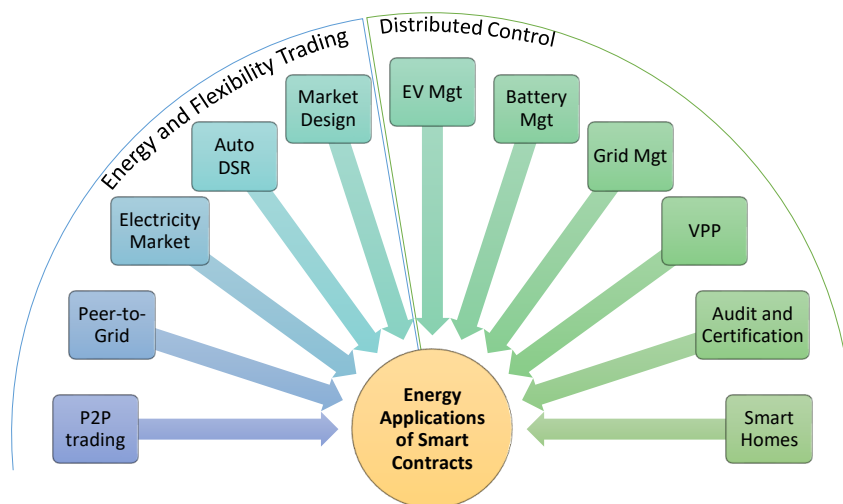 Energy and Flexibility Trading
Distributed Control
P2P
trading
Peer-to-
Grid
Electricity
Market
Auto
DSR
Market
Design
EV Mgt
Battery
Mgt
Grid Mgt
VPP
Audit and
Certification
Smart
Homes
Energy
Applications
of Smart
Contracts